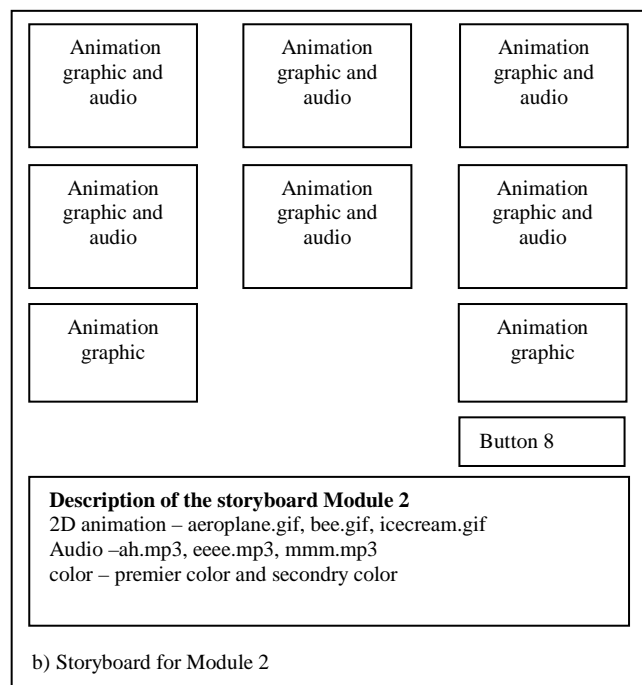 Animation
graphic and
audio
Animation
graphic and
audio
Animation
graphic and
audio
Animation
graphic and
audio
Animation
graphic and
audio
Animation
graphic and
audio
Animation
graphic
Animation
graphic
Button 8
Description of the storyboard Module 2
2D animation – aeroplane.gif, bee.gif, icecream.gif
Audio –ah.mp3, eeee.mp3, mmm.mp3
color – premier color and secondry color
b) Storyboard for Module 2